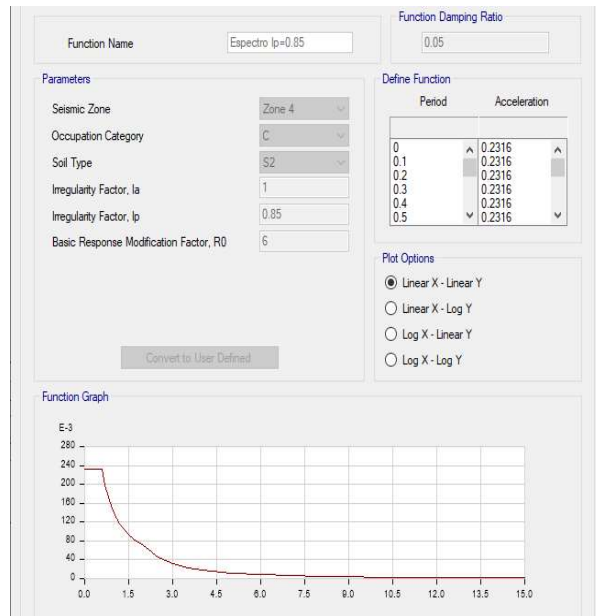 Function Damping Ratio
Function Name
Espectro Ip=0.85
0.05
Parameters
Seismic Zone
Zone 4
Occupation Category
C
Soil Type
S2
Irregularity Factor, Ia
1
Irregularity Factor, Ip
0.85
Basic Response Modification Factor, R0
6
Convert to User Defined
Define Function
Period Acceleration
0 0.2316
0.1 0.2316
0.2 0.2316
0.3 0.2316
0.4 0.2316
0.5 0.2316
Plot Options
Linear X - Linear Y
Linear X - Log Y
Log X - Linear Y
Log X - Log Y
Function Graph
E-3
280
240
200
160
120
80
40
0
0.0 1.5 3.0 4.5 6.0 7.5 9.0 10.5 12.0 13.5 15.0